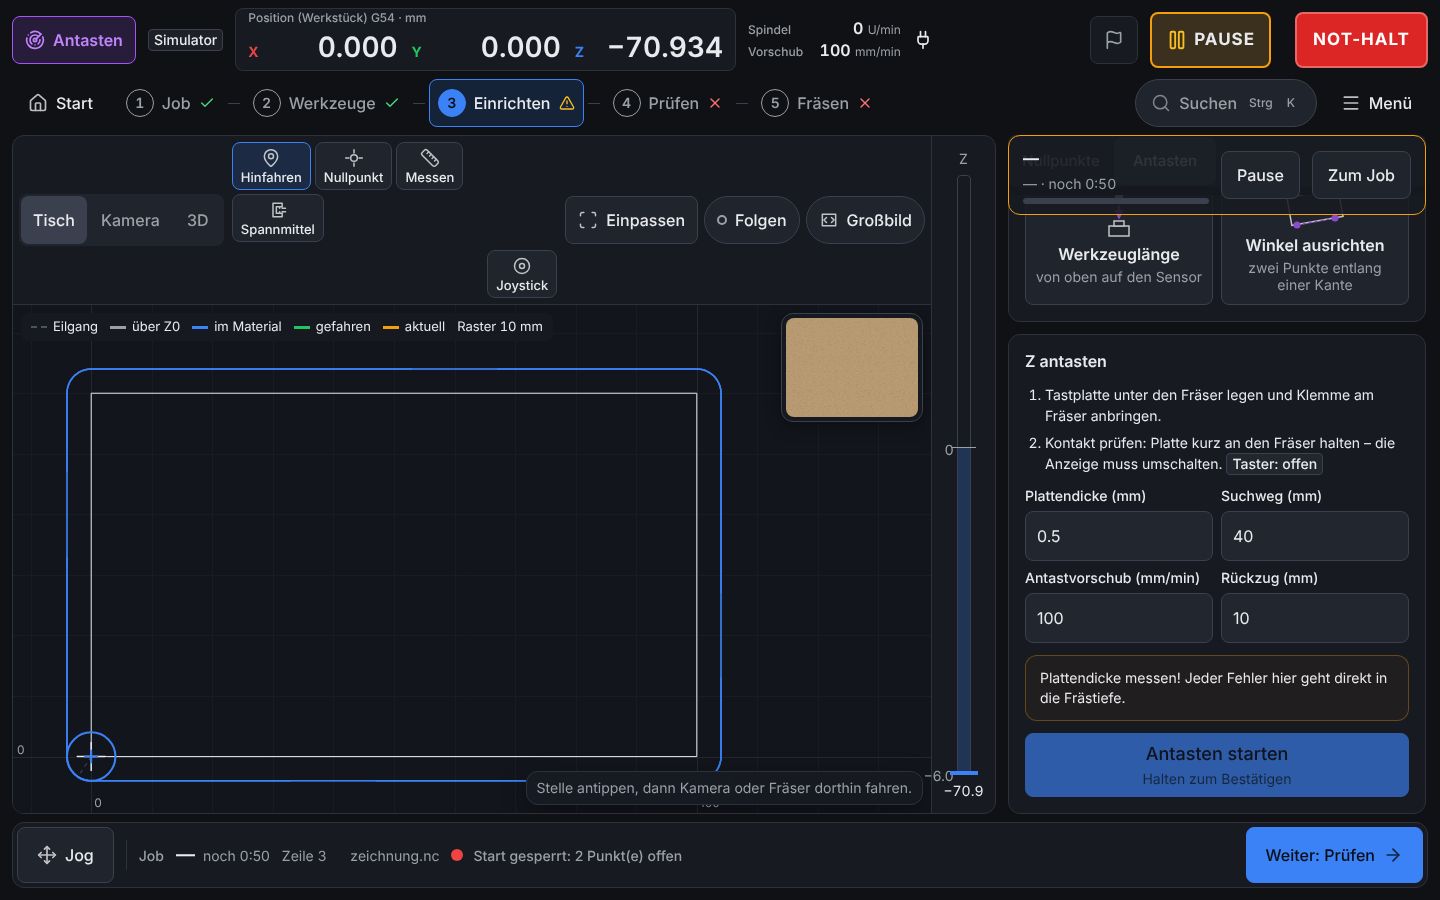 Antasten
Simulator
Position (Werkstück) G54 · mm
X 0.000 Y 0.000 Z −70.934
Spindel 0 U/min
Vorschub 100 mm/min
PAUSE
NOT-HALT
Start
1 Job
2 Werkzeuge
3 Einrichten
4 Prüfen
5 Fräsen
Suchen Strg K
Menü
Hinfahren
Nullpunkt
Messen
Tisch
Kamera
3D
Spannmittel
Einpassen
Folgen
Großbild
Joystick
Eilgang über Z0 im Material gefahren aktuell Raster 10 mm
0
0
Stelle antippen, dann Kamera oder Fräser dorthin fahren.
Z
0
−6.0
−70.9
— Nullpunkte Antasten
— · noch 0:50
Pause
Zum Job
Werkzeuglänge
von oben auf den Sensor
Winkel ausrichten
zwei Punkte entlang
einer Kante
Z antasten
1. Tastplatte unter den Fräser legen und Klemme am
Fräser anbringen.
2. Kontakt prüfen: Platte kurz an den Fräser halten – die
Anzeige muss umschalten. Taster: offen
Plattendicke (mm) Suchweg (mm)
0.5 40
Antastvorschub (mm/min) Rückzug (mm)
100 10
Plattendicke messen! Jeder Fehler hier geht direkt in
die Frästiefe.
Antasten starten
Halten zum Bestätigen
Jog
Job — noch 0:50 Zeile 3 zeichnung.nc Start gesperrt: 2 Punkt(e) offen
Weiter: Prüfen